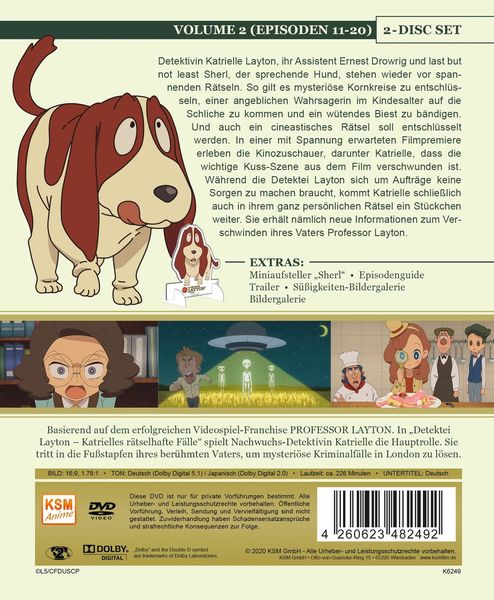 VOLUME 2 (EPISODEN 11-20) 2-DISC SET
Detektivin Katrielle Layton, ihr Assistent Ernest Drowrig und last but
not least Sherl, der sprechende Hund, stehen wieder vor span-
nenden Rätseln. So gilt es mysteriöse Kornkreise zu entschlüs-
seln, einer angeblichen Wahrsagerin im Kindesalter auf die
Schliche zu kommen und ein wütendes Biest zu bändigen.
Und auch ein cineastisches Rätsel soll entschlüsselt
werden. In einer mit Spannung erwarteten Filmpremiere
erleben die Kinozuschauer, darunter Katrielle, dass die
wichtige Kuss-Szene aus dem Film verschwunden ist.
Während die Detektei Layton sich um Aufträge keine
Sorgen zu machen braucht, kommt Katrielle schließlich
auch in ihrem ganz persönlichen Rätsel ein Stückchen
weiter. Sie erhält nämlich neue Informationen zum Ver-
schwinden ihres Vaters Professor Layton.
EXTRAS:
Miniaufsteller „Sherl“ • Episodenguide
Trailer • Süßigkeiten-Bildergalerie
Bildergalerie
Basierend auf dem erfolgreichen Videospiel-Franchise PROFESSOR LAYTON. In „Detektei
Layton – Katrielles rätselhafte Fälle“ spielt Nachwuchs-Detektivin Katrielle die Hauptrolle. Sie
tritt in die Fußstapfen ihres berühmten Vaters, um mysteriöse Kriminalfälle in London zu lösen.
BILD: 16:9, 1.78:1 • TON: Deutsch (Dolby Digital 5.1) / Japanisch (Dolby Digital 2.0) • Laufzeit: ca. 226 Minuten • UNTERTITEL: Deutsch
KSM
Anime
DVD
VIDEO
Diese DVD ist nur für private Vorführungen bestimmt. Alle
Urheber- und Leistungsschutzrechte vorbehalten. Öffentliche
Vorführung, Verleih, Sendung und Vervielfältigung sind nicht
gestattet. Zuwiderhandlung haben Schadensersatzansprüche
und strafrechtliche Konsequenzen zur Folge.
4 260623 482492
2
DOLBY
DIGITAL
„Dolby“ and the Double-D symbol
are trademarks of Dolby Laboratories.
© 2020 KSM GmbH - Alle Urheber- und Leistungsschutzrechte vorbehalten.
KSM GmbH • Otto-von-Guericke-Ring 15 • 65205 Wiesbaden • www.ksmfilm.de
©L5/CFDUSCP K6249